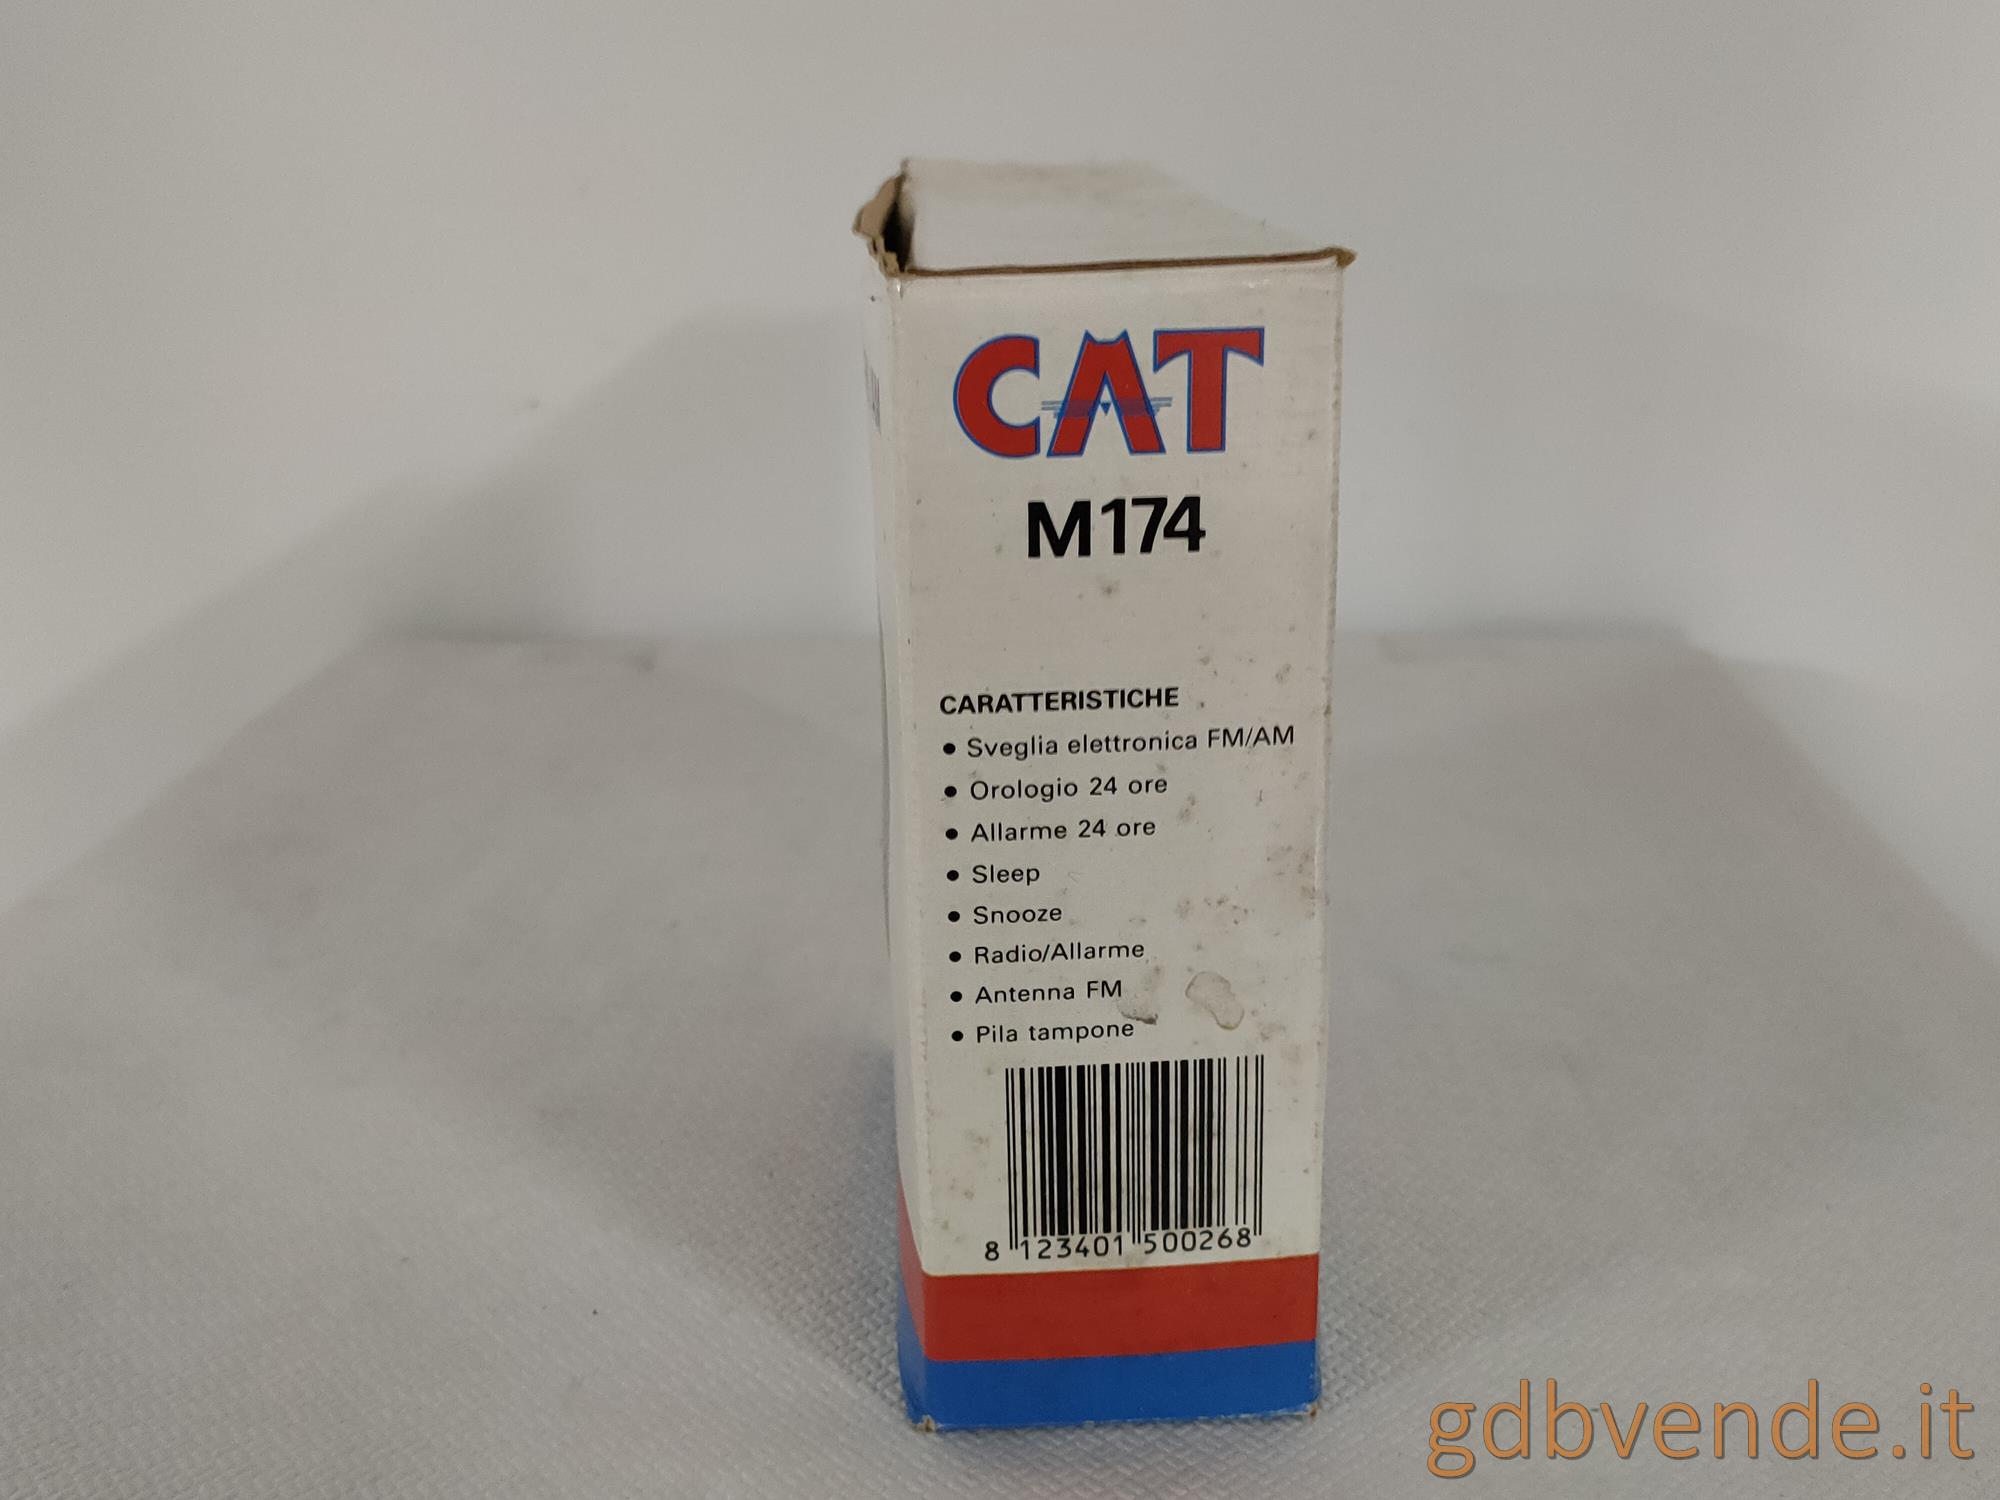 CAT
M174
CARATTERISTICHE
• Sveglia elettronica FM/AM
• Orologio 24 ore
• Allarme 24 ore
• Sleep
• Snooze
• Radio/Allarme
• Antenna FM
• Pila tampone
8 123401 500268
gdbvende.it